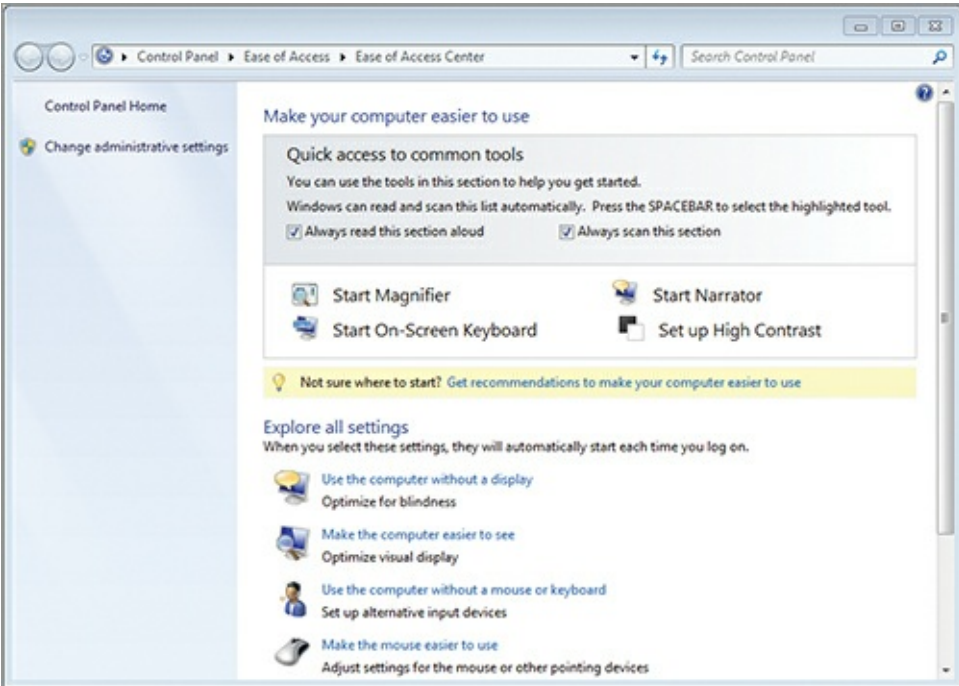 Control Panel Ease of Access Ease of Access Center Search Control Panel
Control Panel Home
Change administrative settings
Make your computer easier to use
Quick access to common tools
You can use the tools in this section to help you get started.
Windows can read and scan this list automatically. Press the SPACEBAR to select the highlighted tool.
Always read this section aloud Always scan this section
Start Magnifier Start Narrator
Start On-Screen Keyboard Set up High Contrast
Not sure where to start? Get recommendations to make your computer easier to use
Explore all settings
When you select these settings, they will automatically start each time you log on.
Use the computer without a display
Optimize for blindness
Make the computer easier to see
Optimize visual display
Use the computer without a mouse or keyboard
Set up alternative input devices
Make the mouse easier to use
Adjust settings for the mouse or other pointing devices